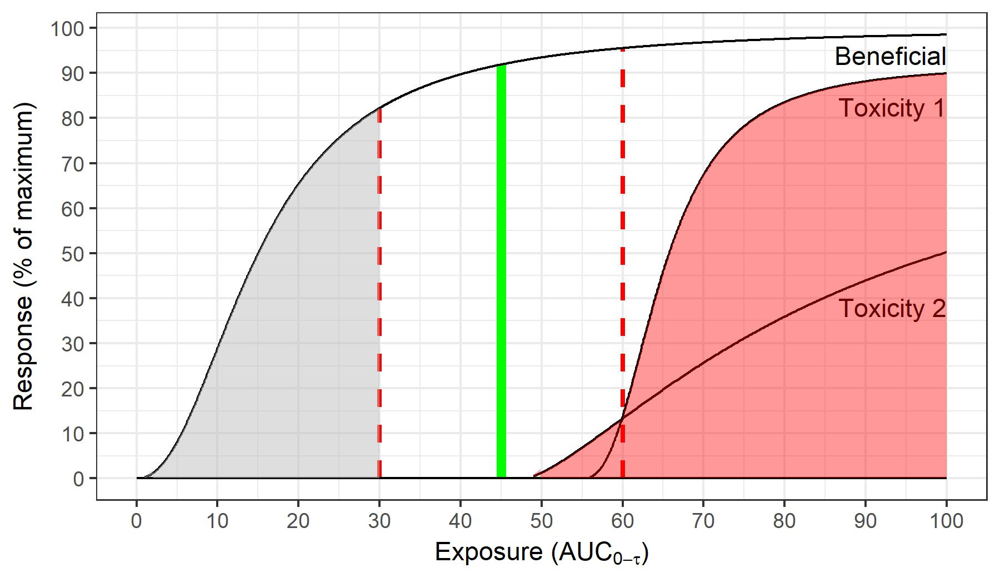 Response (% of maximum)
100
90
80
70
60
50
40
30
20
10
0
Beneficial
Toxicity 1
Toxicity 2
0 10 20 30 40 50 60 70 80 90 100
Exposure (AUC₀₋τ)